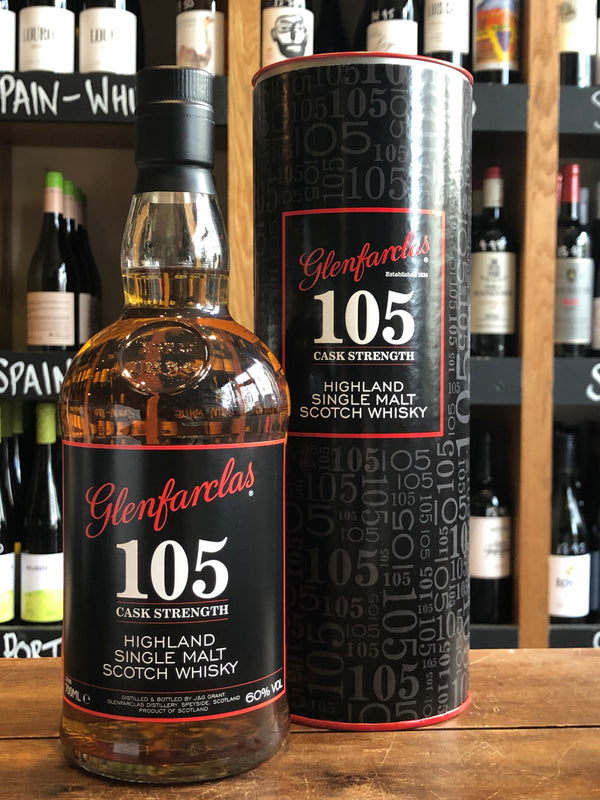 SPAIN-WHI
SPAIN
PORT
Glenfarclas
Established 1836
105
CASK STRENGTH
HIGHLAND
SINGLE MALT
SCOTCH WHISKY
Glenfarclas®
105
CASK STRENGTH
HIGHLAND
SINGLE MALT
SCOTCH WHISKY
700ML e
DISTILLED & BOTTLED BY J&G GRANT,
GLENFARCLAS DISTILLERY, SPEYSIDE, SCOTLAND
PRODUCT OF SCOTLAND
60% VOL